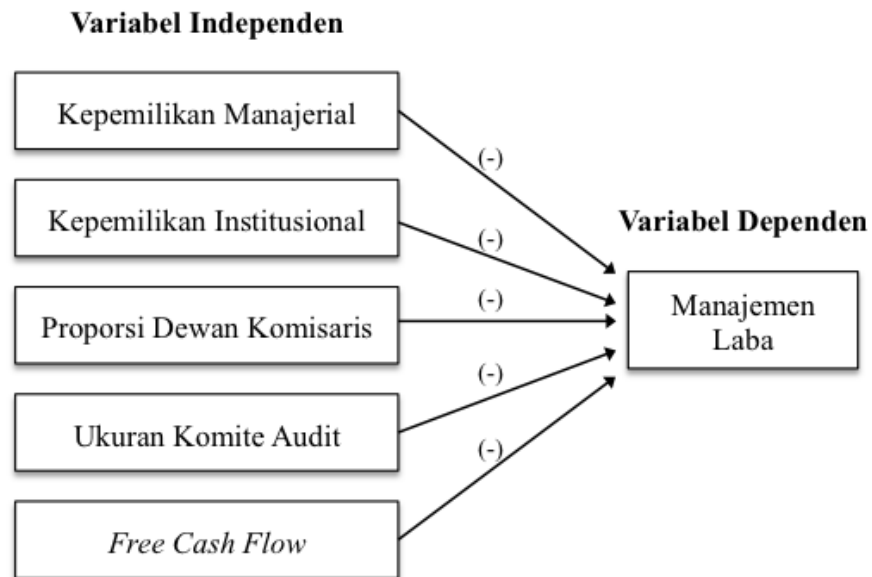 Variabel Independen
Kepemilikan Manajerial
(-)
Kepemilikan Institusional
(-)
Variabel Dependen
Proporsi Dewan Komisaris
(-)
Manajemen
Laba
Ukuran Komite Audit
(-)
Free Cash Flow
(-)